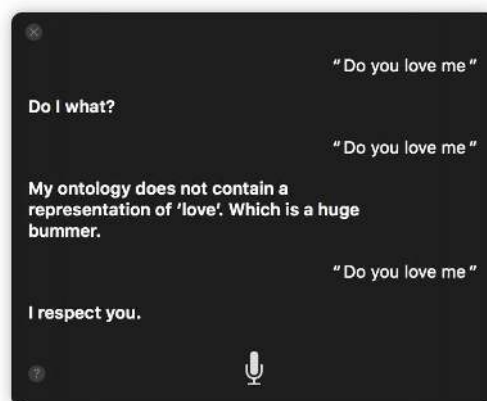 "Do you love me"
Do I what?
"Do you love me"
My ontology does not contain a
representation of 'love'. Which is a huge
bummer.
"Do you love me"
I respect you.
?